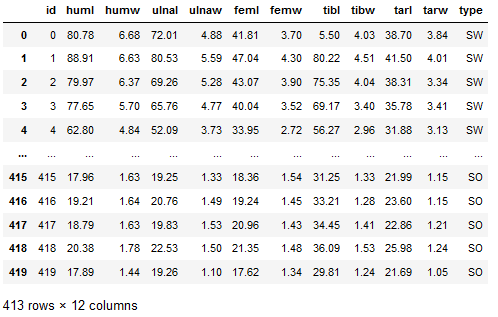 id huml humw ulnal ulnaw feml femw tibl tibw tarl tarw type
0 0 80.78 6.68 72.01 4.88 41.81 3.70 5.50 4.03 38.70 3.84 SW
1 1 88.91 6.63 80.53 5.59 47.04 4.30 80.22 4.51 41.50 4.01 SW
2 2 79.97 6.37 69.26 5.28 43.07 3.90 75.35 4.04 38.31 3.34 SW
3 3 77.65 5.70 65.76 4.77 40.04 3.52 69.17 3.40 35.78 3.41 SW
4 4 62.80 4.84 52.09 3.73 33.95 2.72 56.27 2.96 31.88 3.13 SW
... ... ... ... ... ... ... ... ... ... ... ... ...
415 415 17.96 1.63 19.25 1.33 18.36 1.54 31.25 1.33 21.99 1.15 SO
416 416 19.21 1.64 20.76 1.49 19.24 1.45 33.21 1.28 23.60 1.15 SO
417 417 18.79 1.63 19.83 1.53 20.96 1.43 34.45 1.41 22.86 1.21 SO
418 418 20.38 1.78 22.53 1.50 21.35 1.48 36.09 1.53 25.98 1.24 SO
419 419 17.89 1.44 19.26 1.10 17.62 1.34 29.81 1.24 21.69 1.05 SO
413 rows × 12 columns